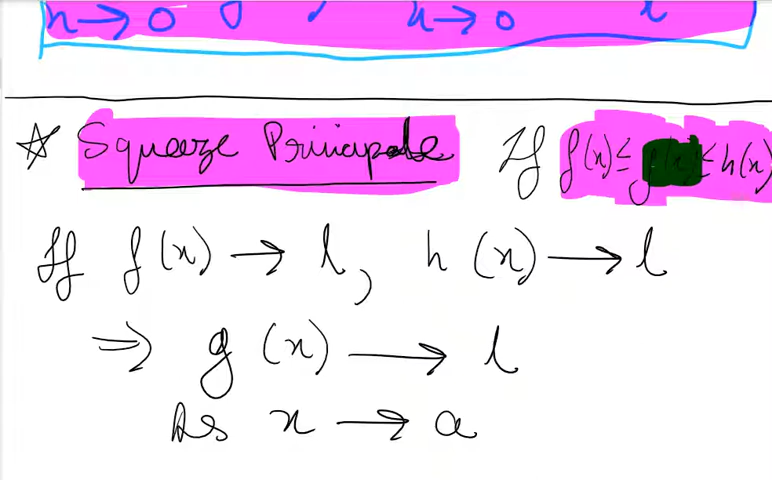 h → 0 h → 0
☆ Squeeze Principle If f(x) ≤ g(x) ≤ h(x)
If f(x) → l, h(x) → l
⇒ g(x) → l
As x → a